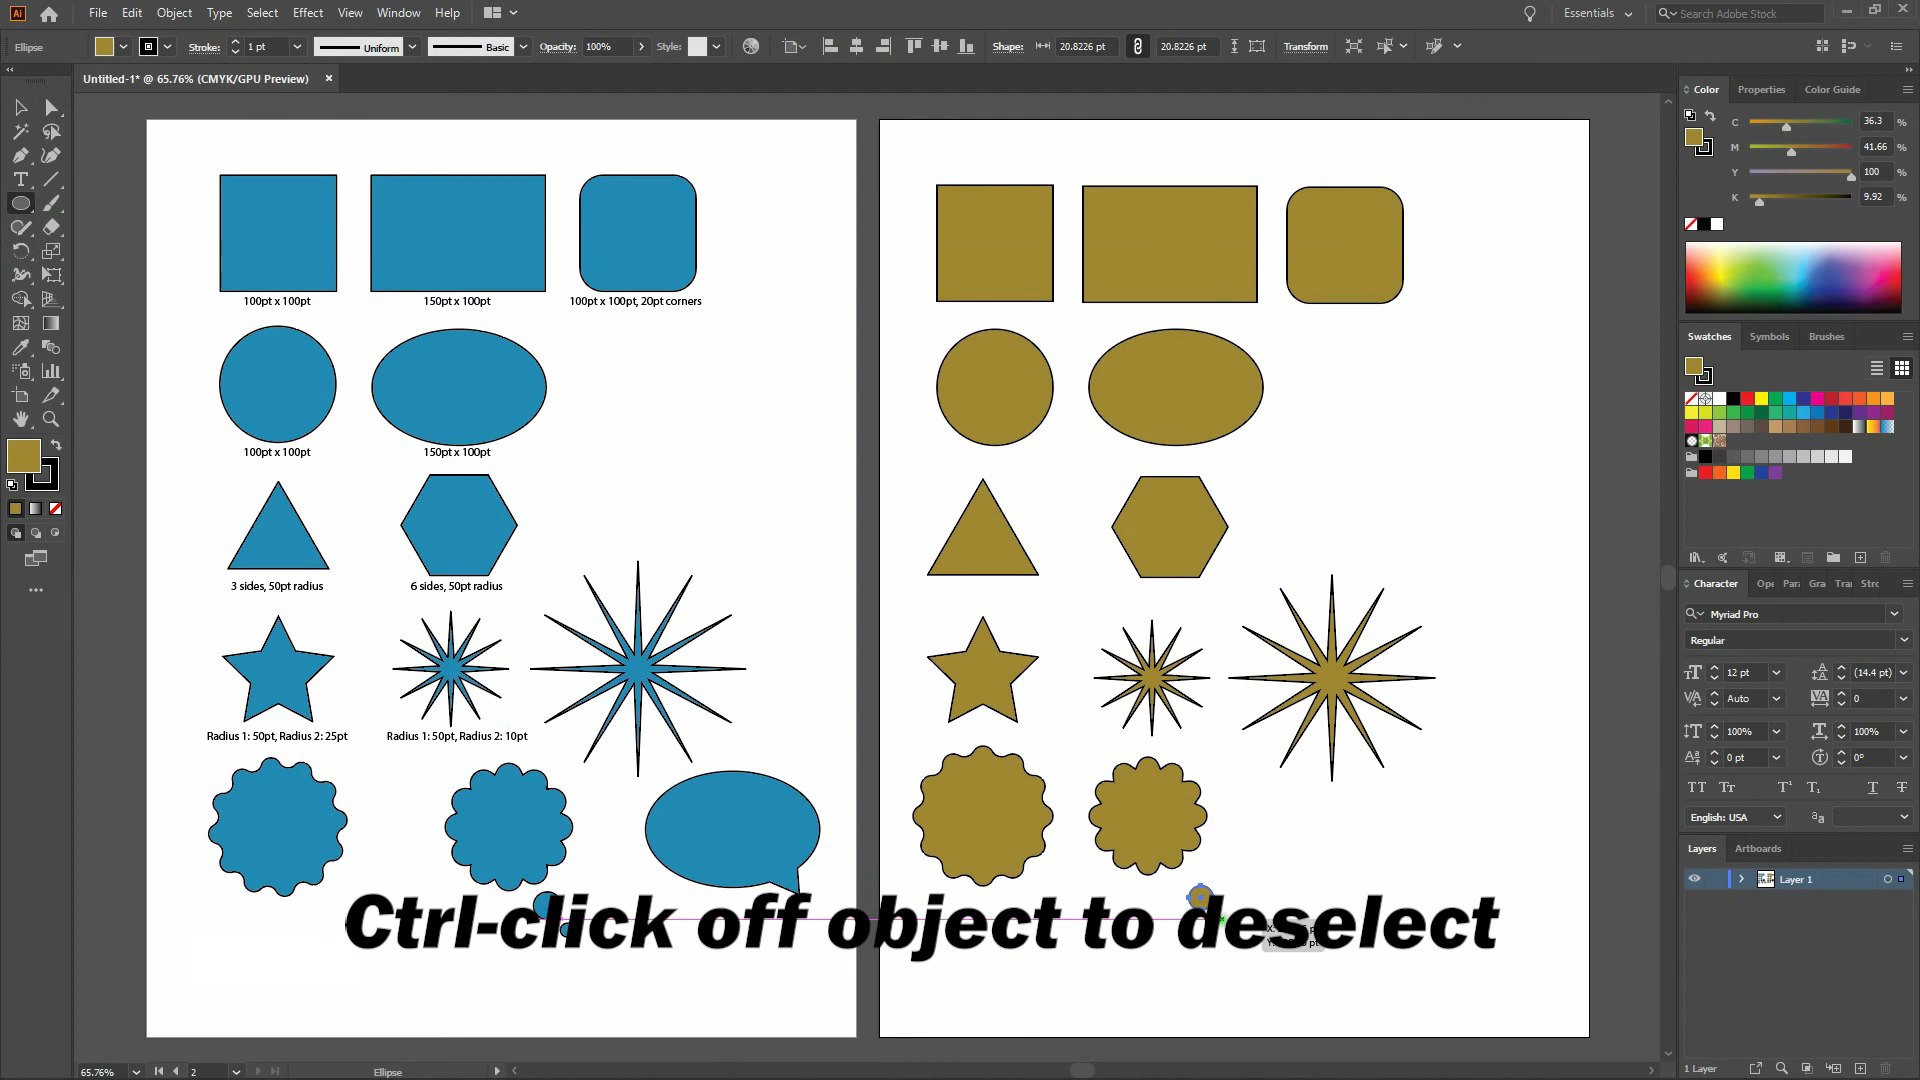 Ai File Edit Object Type Select Effect View Window Help Essentials Search Adobe Stock
Ellipse Stroke: 1 pt Uniform Basic Opacity: 100% Style: Shape: 20.8226 pt 20.8226 pt Transform
Untitled-1* @ 65.76% (CMYK/GPU Preview)
Color Properties Color Guide
C 36.3 %
M 41.66 %
Y 100 %
K 9.92 %
100pt x 100pt 150pt x 100pt 100pt x 100pt, 20pt corners
Swatches Symbols Brushes
100pt x 100pt 150pt x 100pt
3 sides, 50pt radius 6 sides, 50pt radius
Character Gra Tra Stro
Myriad Pro
Regular
12 pt (14.4 pt)
Auto 0
100% 100%
0 pt 0°
English: USA
Radius 1: 50pt, Radius 2: 25pt Radius 1: 50pt, Radius 2: 10pt
Layers Artboards
Layer 1
Ctrl-click off object to deselect
65.76% 2 Ellipse
1 Layer